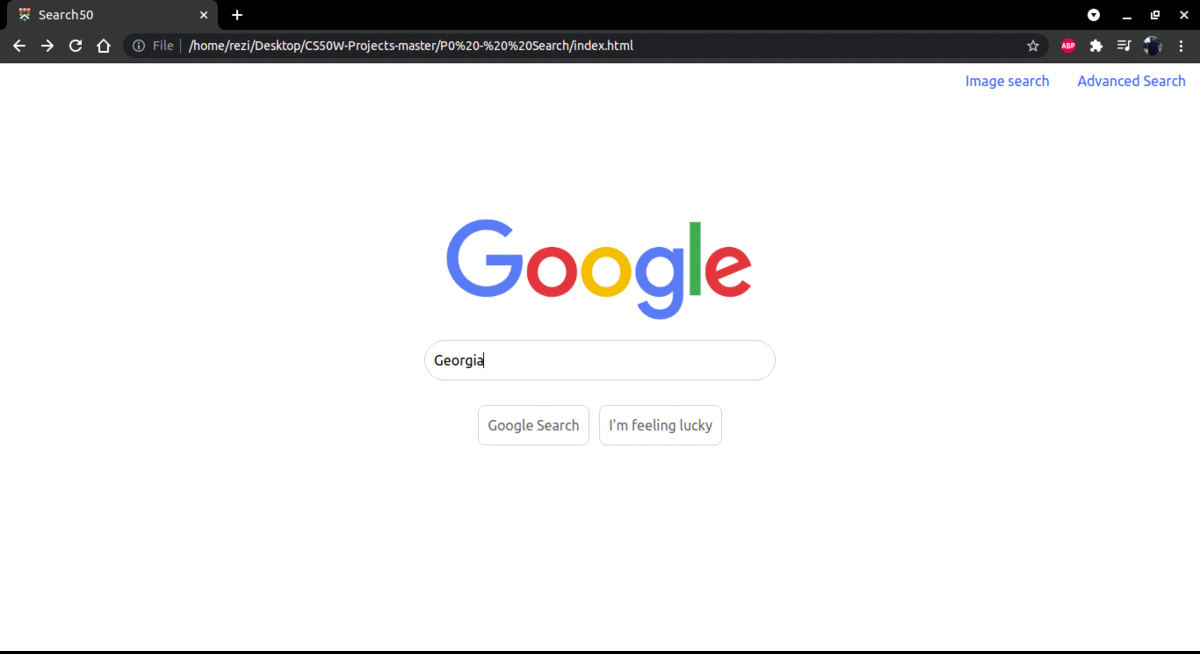 Search50
File /home/rezi/Desktop/CS50W-Projects-master/P0%20-%20%20Search/index.html
ABP
Image search Advanced Search
Google
Georgia
Google Search I'm feeling lucky